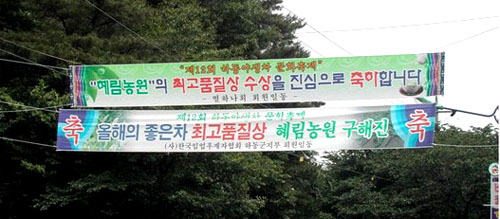 "제12회 하동야생차 문화축제"
"혜림농원"의 최고품질상 수상을 진심으로 축하합니다
- 열하나회 회원일동 -
제12회 하동야생차 문화축제
축 올해의 좋은차 최고품질상 혜림농원 구해진 축
(사)한국임업후계자협회 하동군지부 회원일동